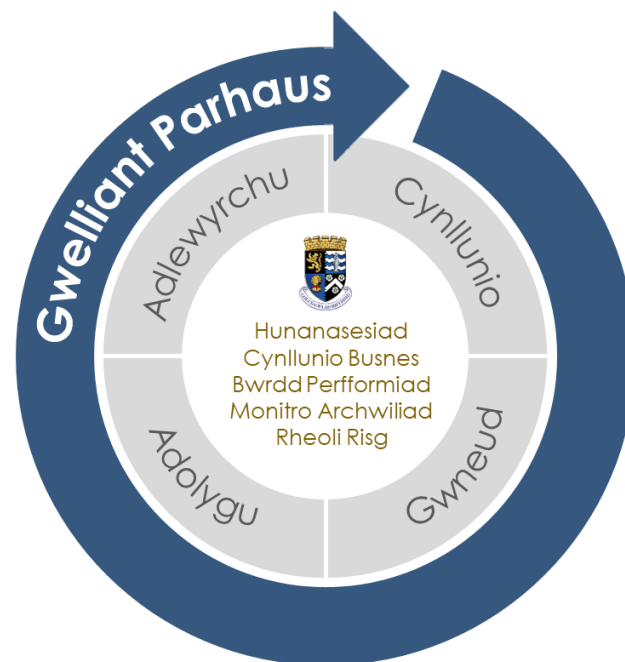 Gwelliant Parhaus
Adlewyrchu
Cynllunio
Hunanasesiad
Cynllunio Busnes
Bwrdd Perfformiad
Monitro Archwiliad
Rheoli Risg
Adolygu
Gwneud